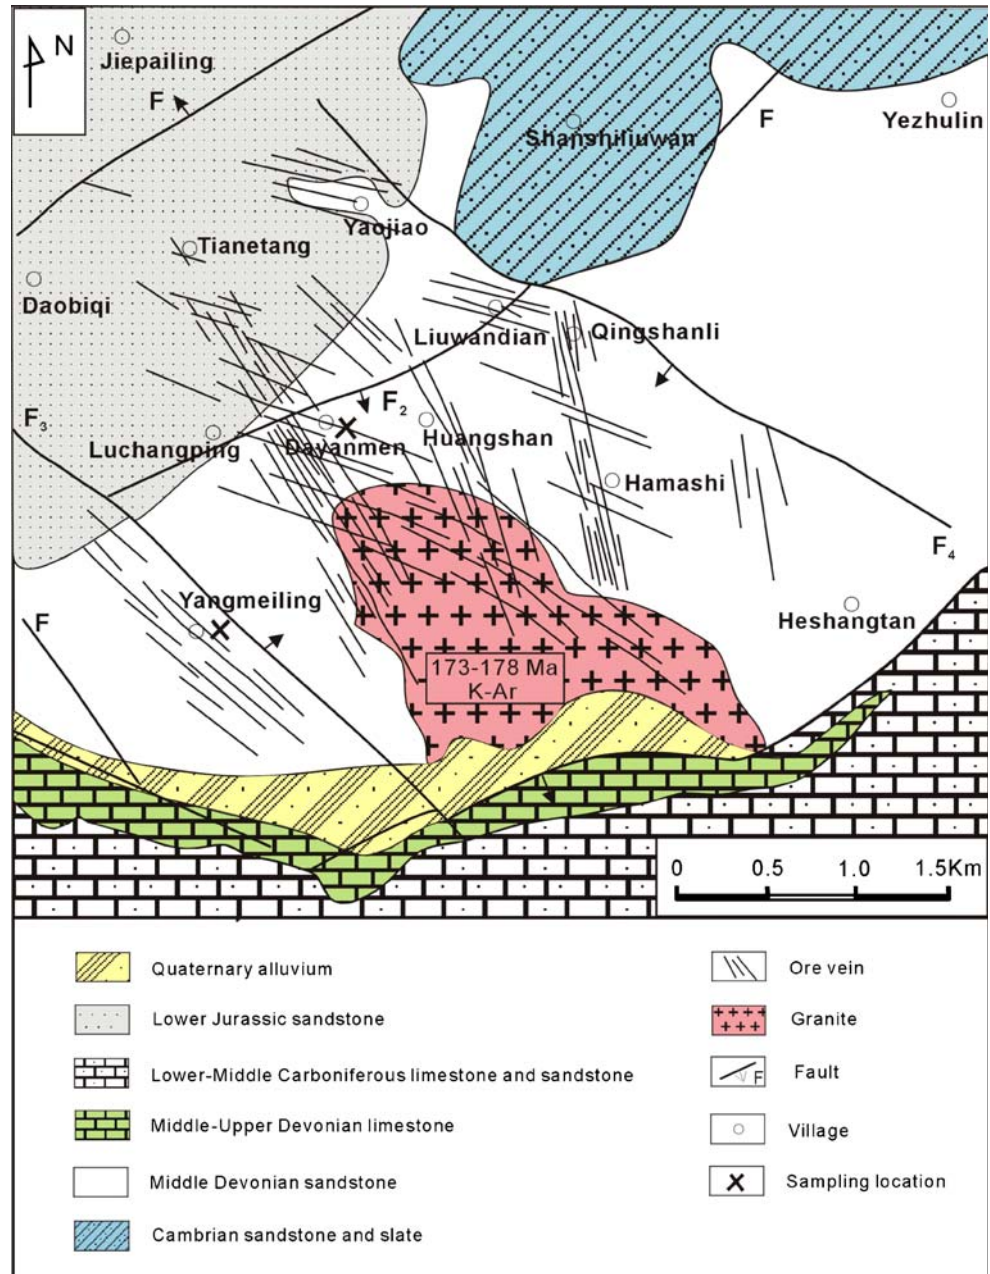 N
Jiepailing
F
F
Yezhulin
Shanshiliuwan
Yaojiao
Tianetang
Daobiqi
Liuwandian
Qingshanli
F2
F3
Luchangping
Dayanmen
Huangshan
Hamashi
F4
Yangmeiling
F
Heshangtan
173-178 Ma
K-Ar
0 0.5 1.0 1.5Km
Quaternary alluvium
Lower Jurassic sandstone
Lower-Middle Carboniferous limestone and sandstone
Middle-Upper Devonian limestone
Middle Devonian sandstone
Cambrian sandstone and slate
Ore vein
Granite
F
Fault
Village
Sampling location